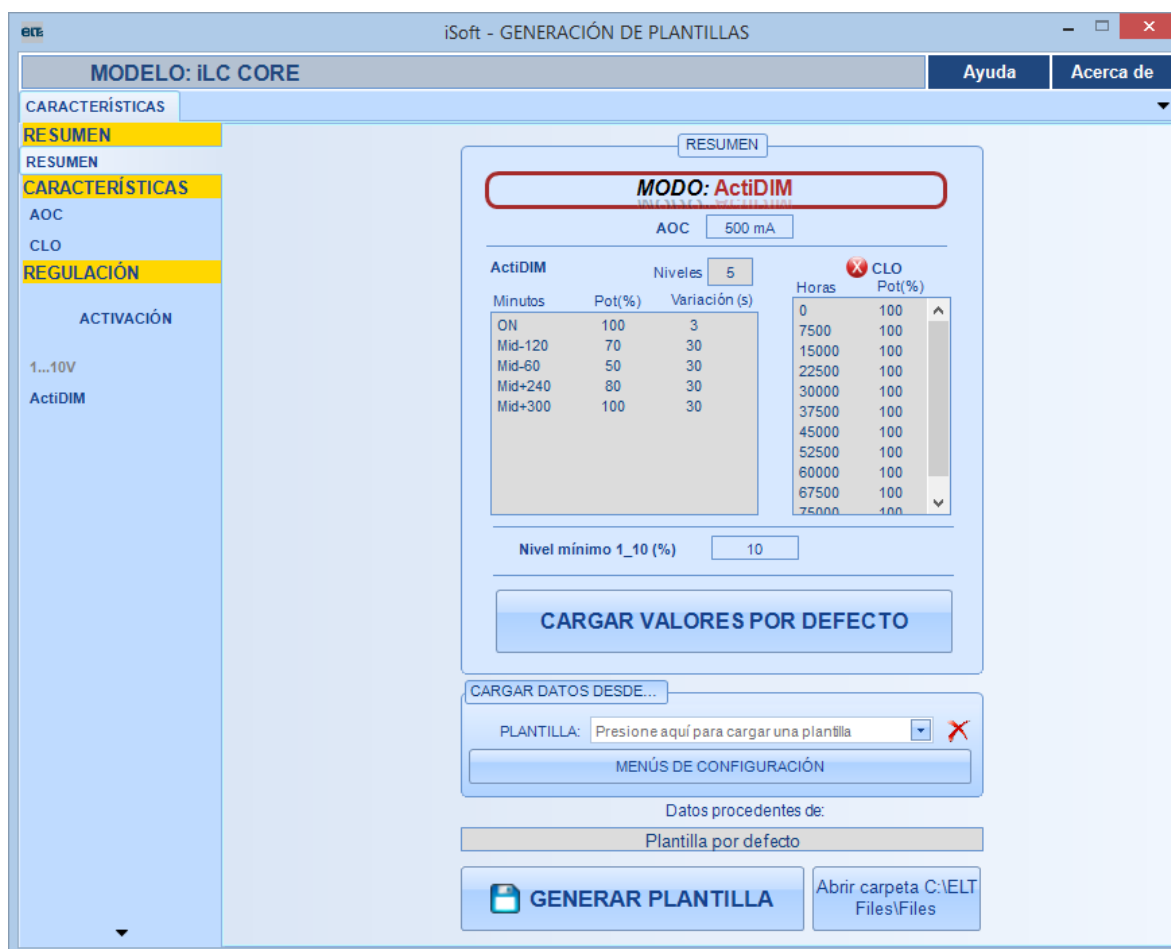 ELT
iSoft - GENERACIÓN DE PLANTILLAS
MODELO: iLC CORE
Ayuda
Acerca de
CARACTERÍSTICAS
RESUMEN
RESUMEN
CARACTERÍSTICAS
AOC
CLO
REGULACIÓN
ACTIVACIÓN
1...10V
ActiDIM
RESUMEN
MODO: ActiDIM
AOC 500 mA
ActiDIM Niveles 5
Minutos Pot(%) Variación (s)
ON 100 3
Mid-120 70 30
Mid-60 50 30
Mid+240 80 30
Mid+300 100 30
CLO
Horas Pot(%)
0 100
7500 100
15000 100
22500 100
30000 100
37500 100
45000 100
52500 100
60000 100
67500 100
75000 100
Nivel mínimo 1_10 (%) 10
CARGAR VALORES POR DEFECTO
CARGAR DATOS DESDE...
PLANTILLA: Presione aquí para cargar una plantilla
MENÚS DE CONFIGURACIÓN
Datos procedentes de:
Plantilla por defecto
GENERAR PLANTILLA
Abrir carpeta C:\ELT
Files\Files